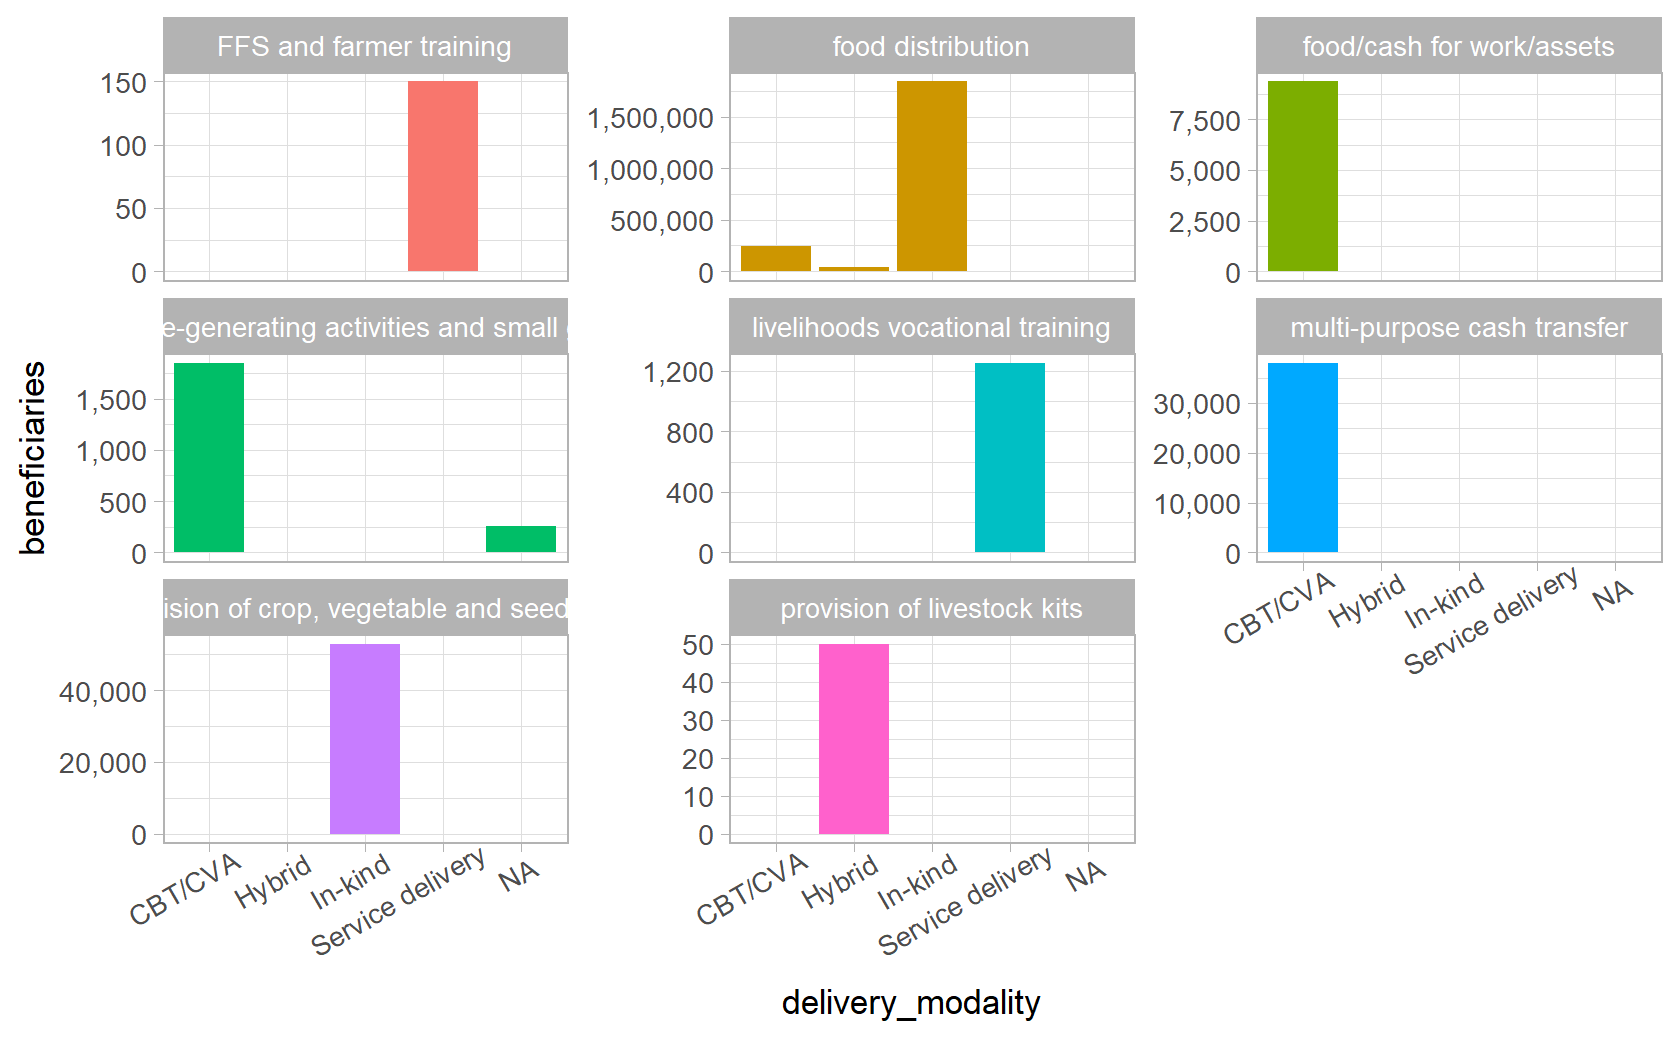 FFS and farmer training
150
100
50
0
food distribution
1,500,000
1,000,000
500,000
0
food/cash for work/assets
7,500
5,000
2,500
0
beneficiaries
e-generating activities and small
1,500
1,000
500
0
livelihoods vocational training
1,200
800
400
0
multi-purpose cash transfer
30,000
20,000
10,000
0
CBT/CVA
Hybrid
In-kind
Service delivery
NA
ision of crop, vegetable and seed
40,000
20,000
0
CBT/CVA
Hybrid
In-kind
Service delivery
NA
provision of livestock kits
50
40
30
20
10
0
CBT/CVA
Hybrid
In-kind
Service delivery
NA
delivery_modality